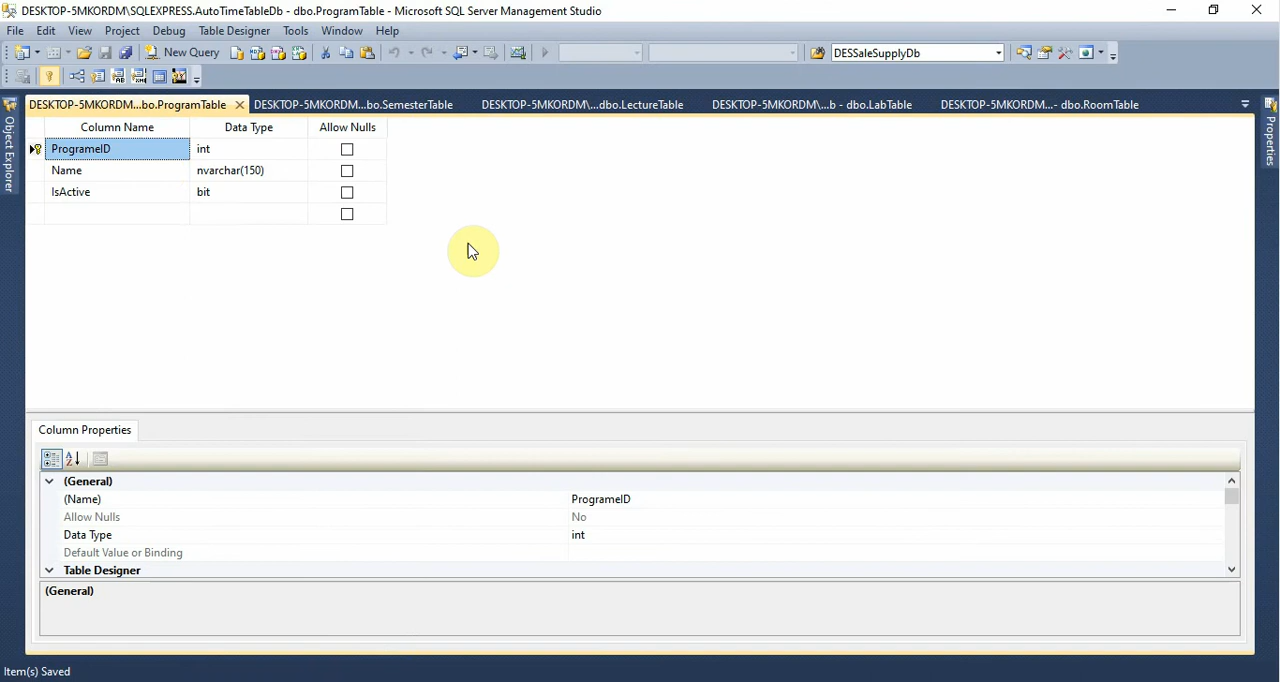 DESKTOP-5MKORDM\SQLEXPRESS.AutoTimeTableDb - dbo.ProgramTable - Microsoft SQL Server Management Studio
File Edit View Project Debug Table Designer Tools Window Help
New Query DESSaleSupplyDb
DESKTOP-5MKORDM...bo.ProgramTable DESKTOP-5MKORDM...bo.SemesterTable DESKTOP-5MKORDM\...dbo.LectureTable DESKTOP-5MKORDM\...b - dbo.LabTable DESKTOP-5MKORDM...- dbo.RoomTable
Object Explorer
Properties
Column Name Data Type Allow Nulls
ProgrameID int
Name nvarchar(150)
IsActive bit
Column Properties
(General)
(Name) ProgrameID
Allow Nulls No
Data Type int
Default Value or Binding
Table Designer
(General)
Item(s) Saved